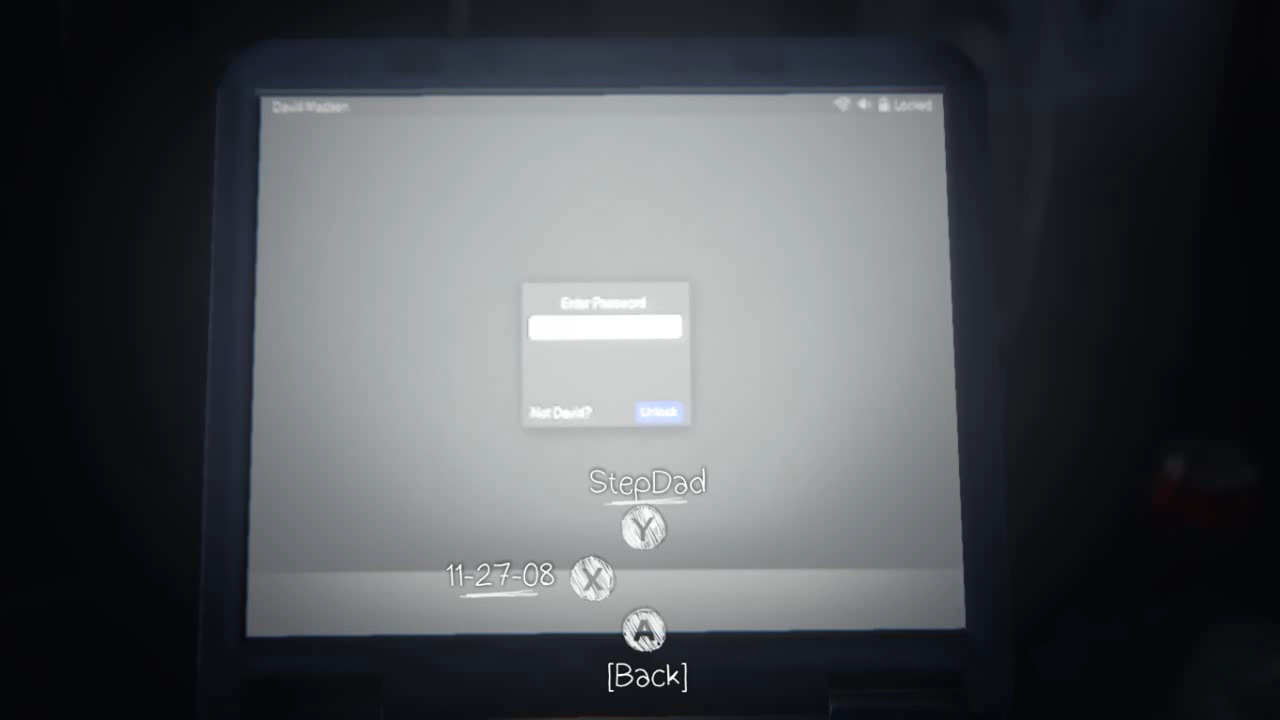 David Madsen
Locked
Enter Password
Not David?
Unlock
StepDad
Y
11-27-08 X
A
[Back]